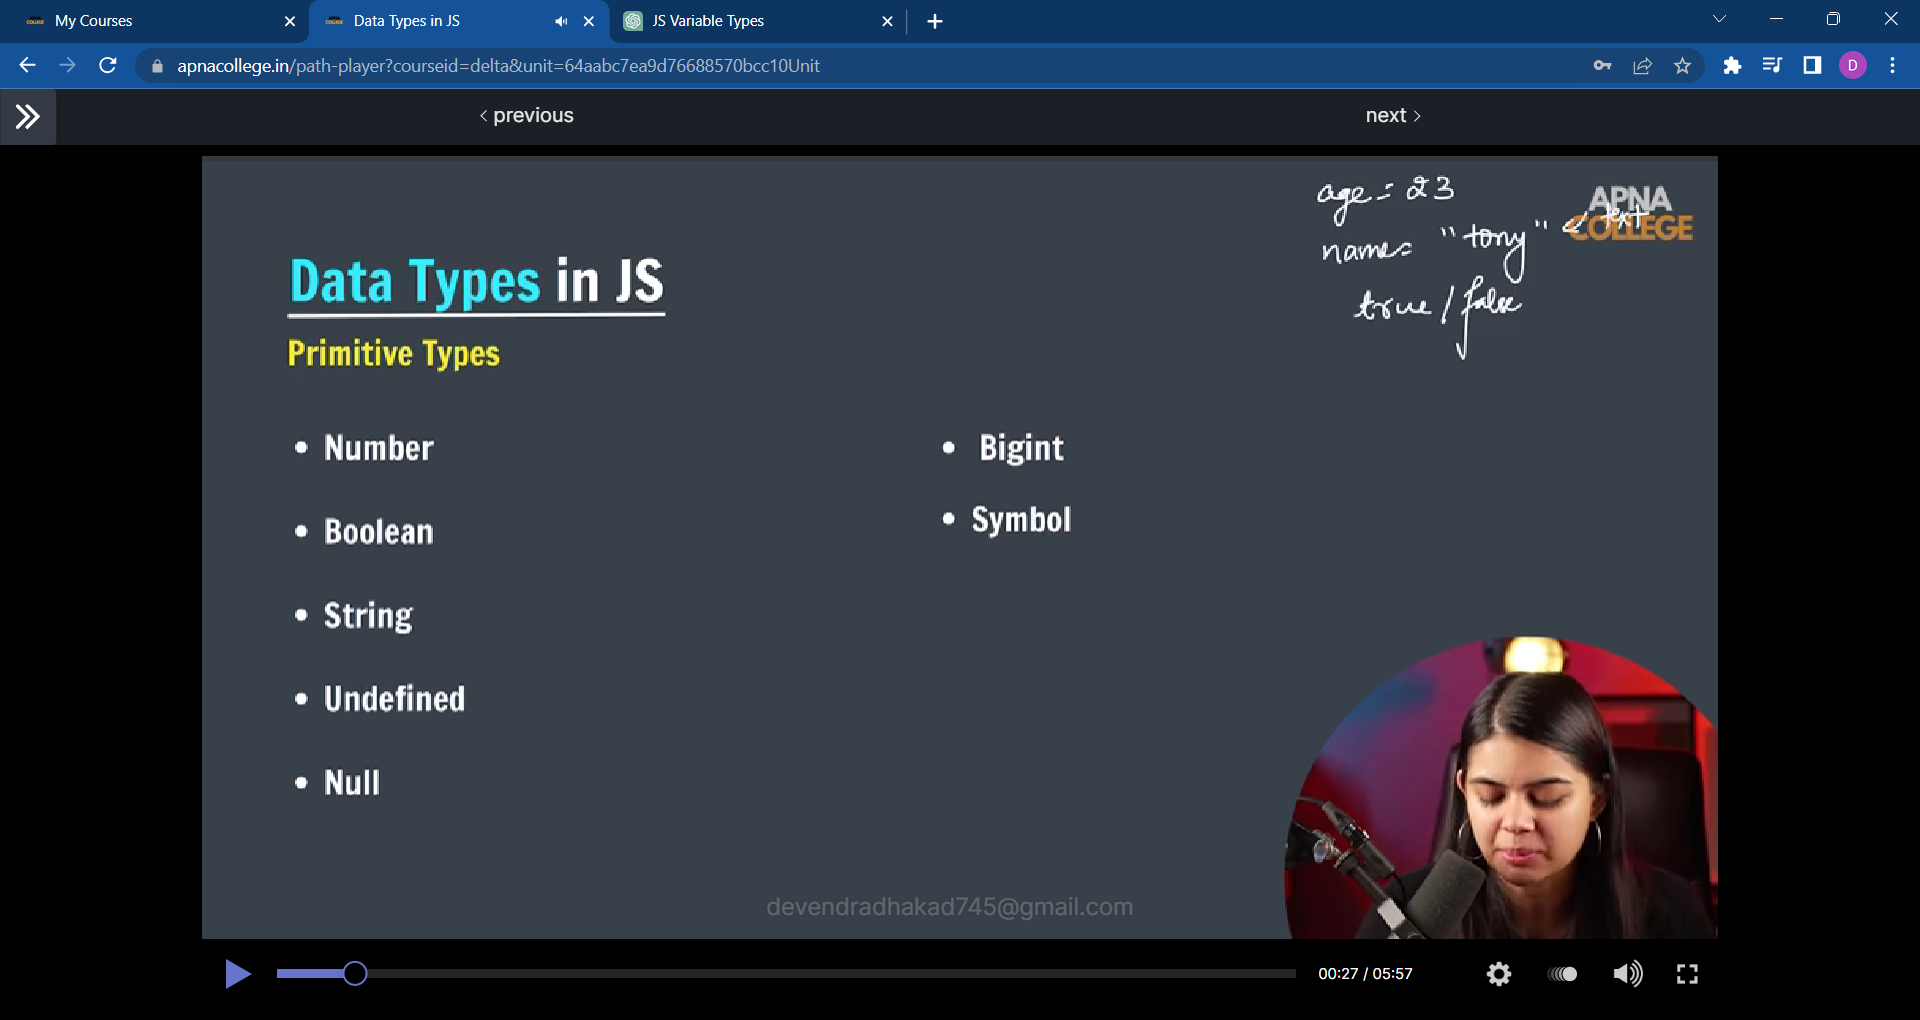 My Courses
Data Types in JS
JS Variable Types
apnacollege.in/path-player?courseid=delta&unit=64aabc7ea9d76688570bcc10Unit
D
previous
next
age = 23
APNA
COLLEGE
name= "tony" ← text
true / false
Data Types in JS
Primitive Types
• Number
• Boolean
• String
• Undefined
• Null
• Bigint
• Symbol
devendradhakad745@gmail.com
00:27 / 05:57